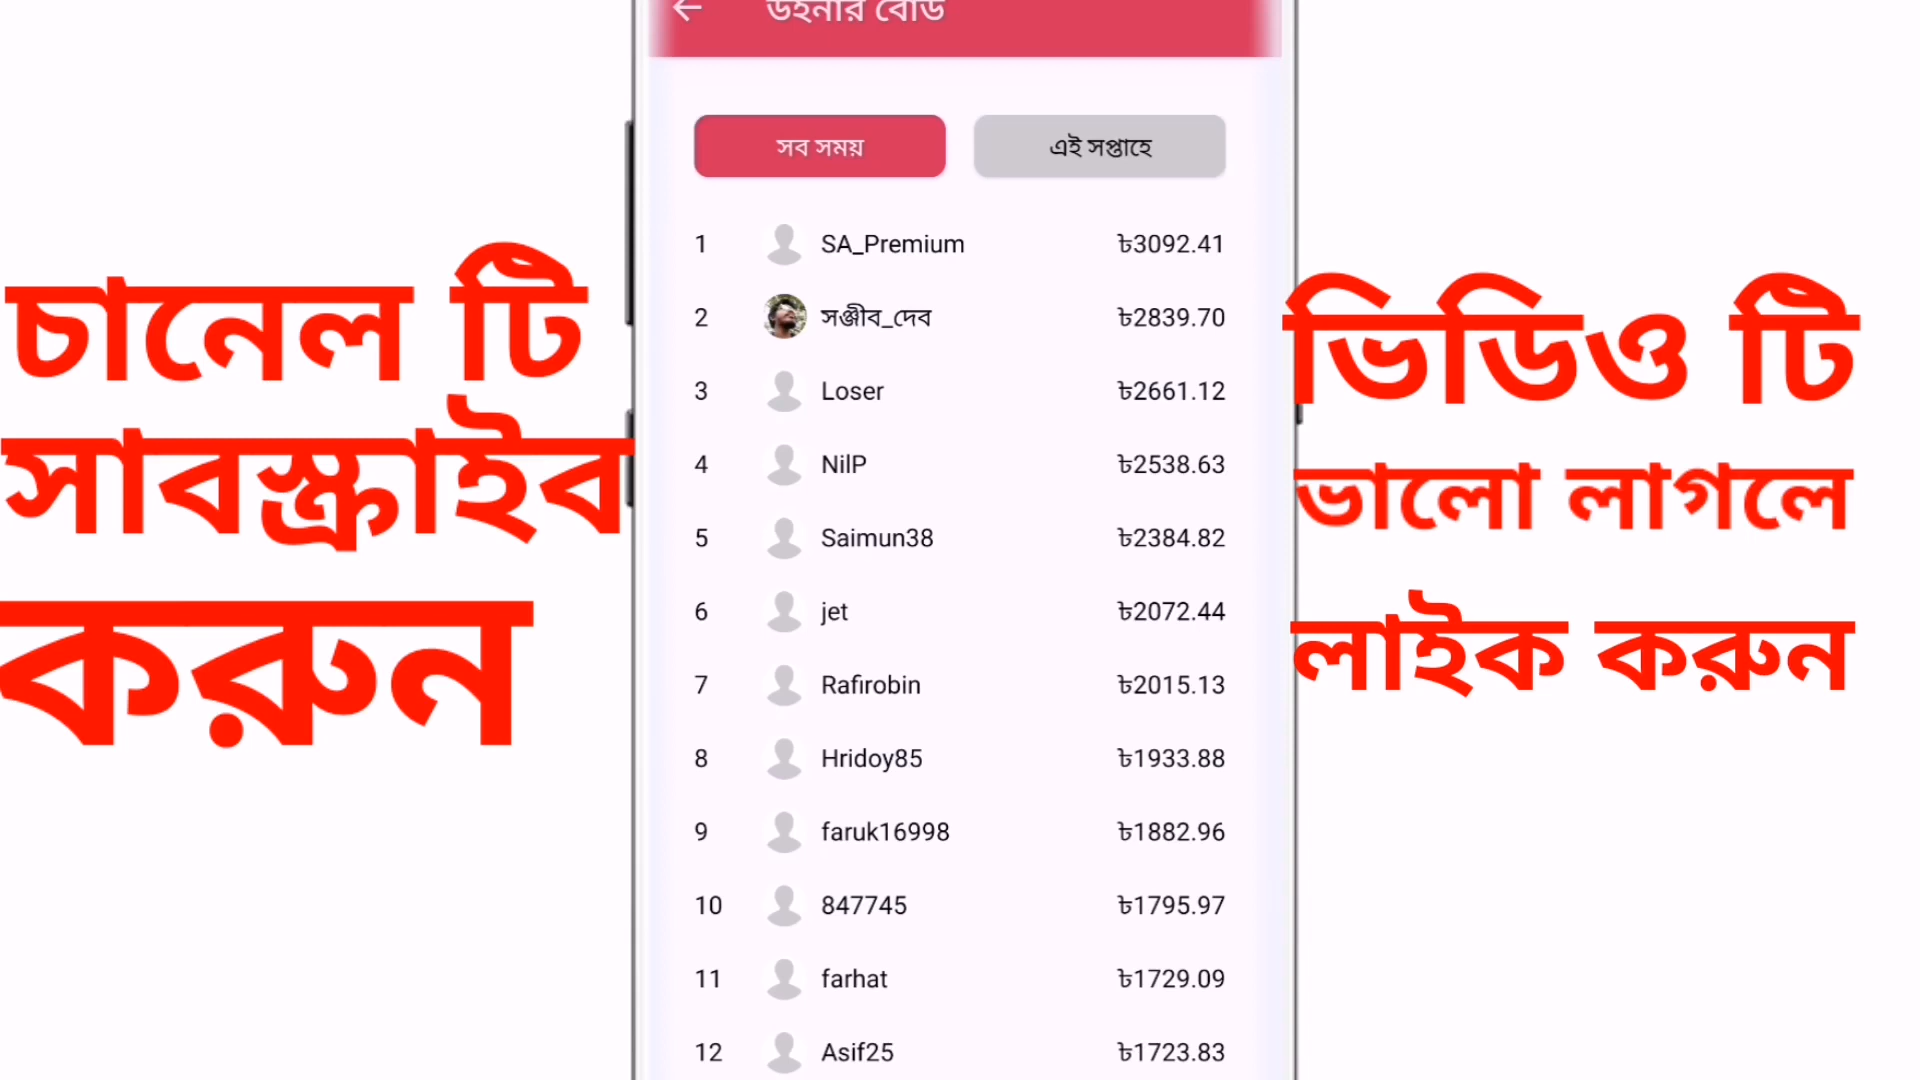 উইনার বোর্ড
সব সময়
এই সপ্তাহে
1 SA_Premium ৳3092.41
2 সঞ্জীব_দেব ৳2839.70
3 Loser ৳2661.12
4 NilP ৳2538.63
5 Saimun38 ৳2384.82
6 jet ৳2072.44
7 Rafirobin ৳2015.13
8 Hridoy85 ৳1933.88
9 faruk16998 ৳1882.96
10 847745 ৳1795.97
11 farhat ৳1729.09
12 Asif25 ৳1723.83
চানেল টি
সাবস্ক্রাইব
করুন
ভিডিও টি
ভালো লাগলে
লাইক করুন